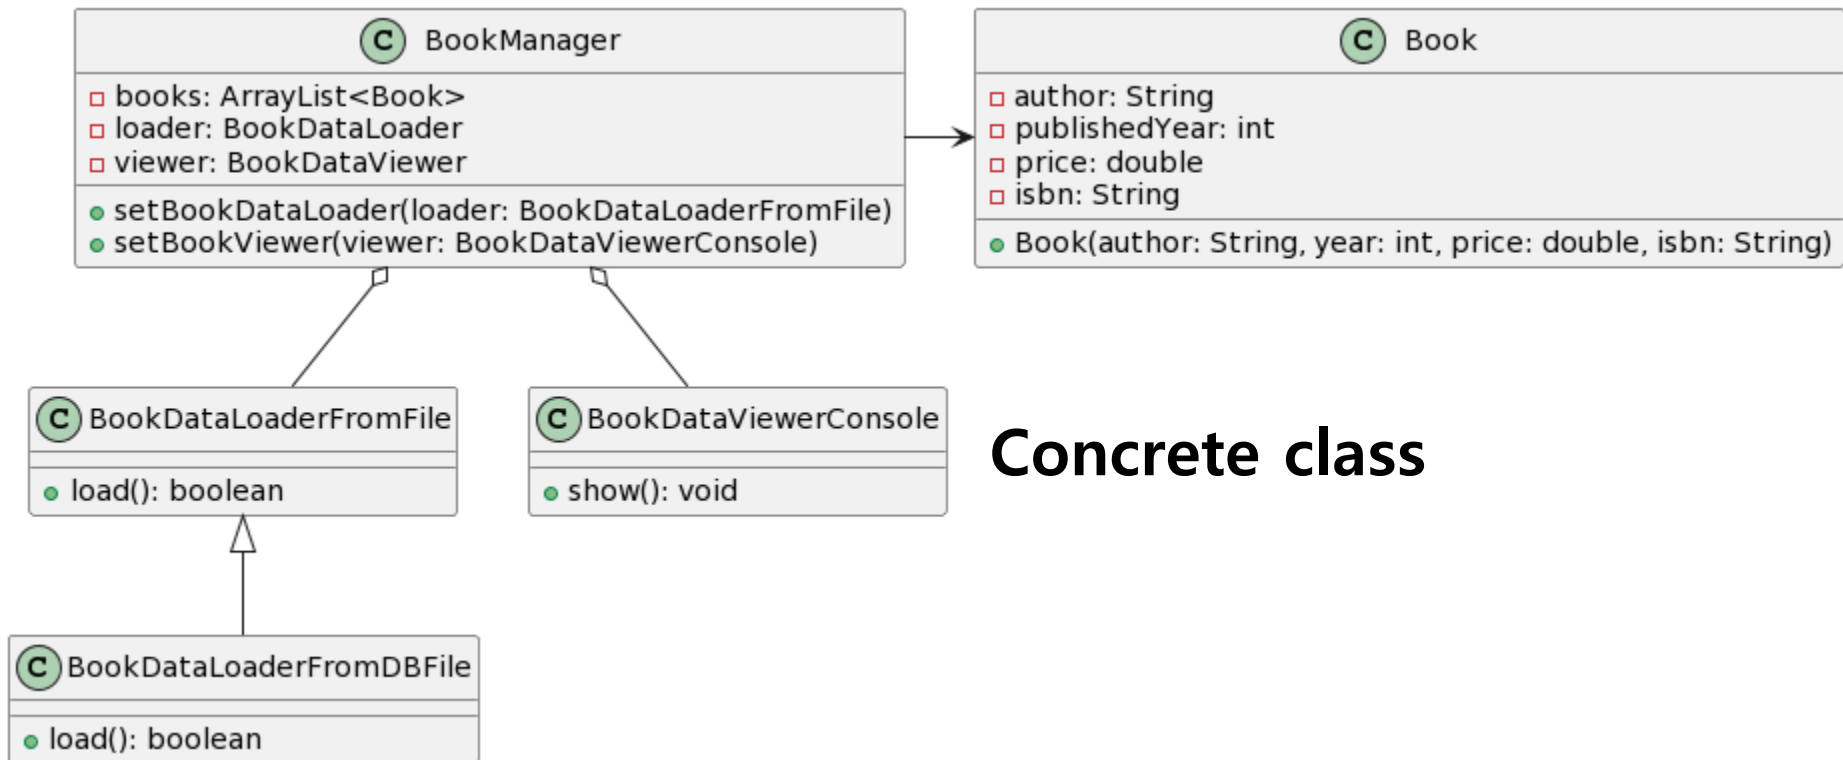 C BookManager
books: ArrayList<Book>
loader: BookDataLoader
viewer: BookDataViewer
setBookDataLoader(loader: BookDataLoaderFromFile)
setBookViewer(viewer: BookDataViewerConsole)
C Book
author: String
publishedYear: int
price: double
isbn: String
Book(author: String, year: int, price: double, isbn: String)
C BookDataLoaderFromFile
load(): boolean
C BookDataViewerConsole
show(): void
Concrete class
C BookDataLoaderFromDBFile
load(): boolean